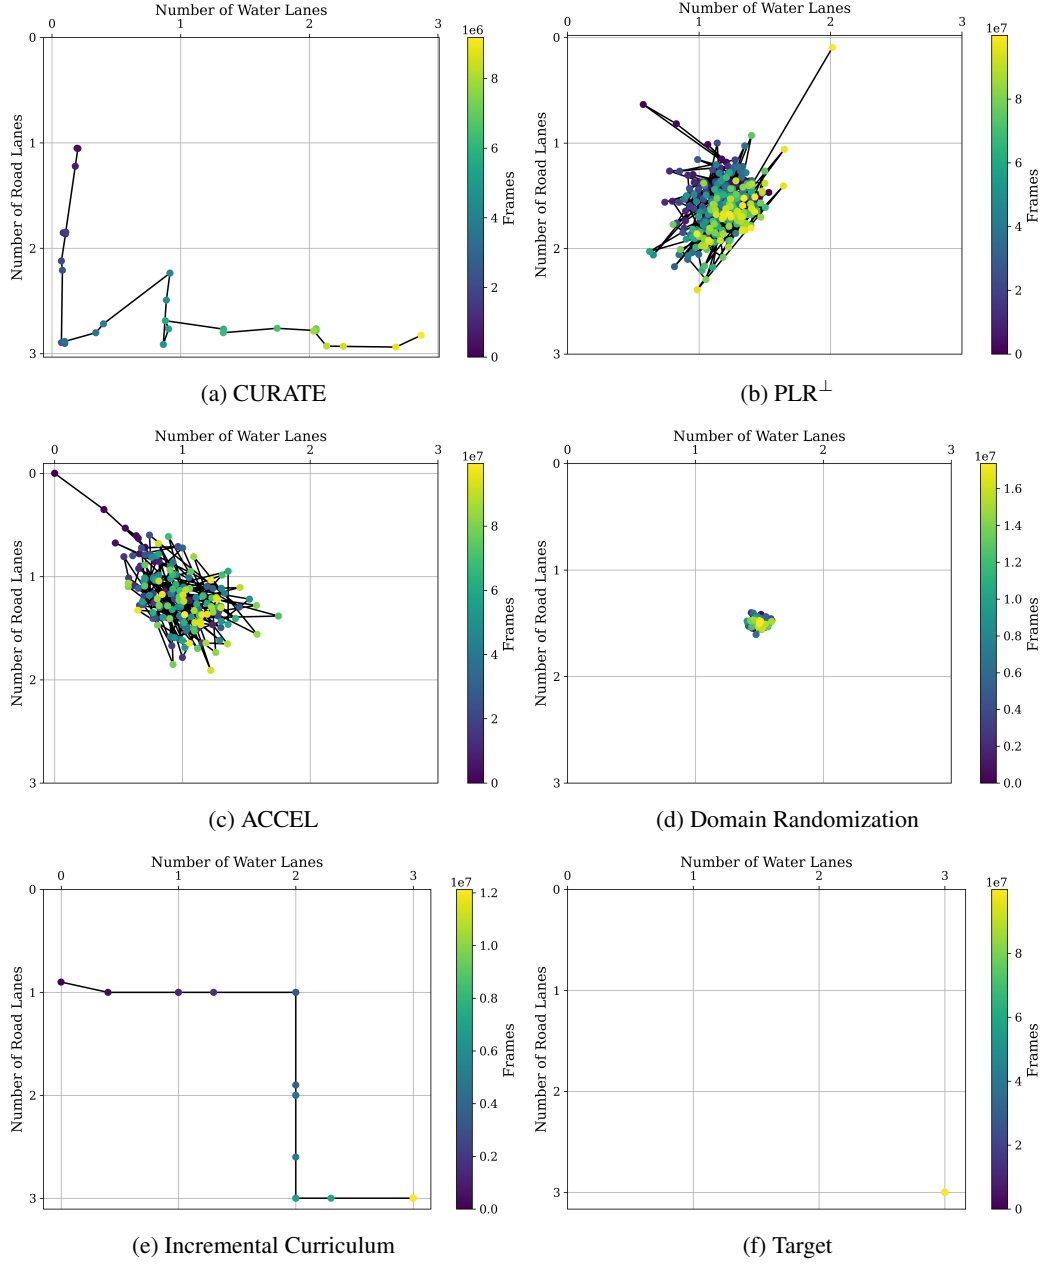 Number of Water Lanes
0 1 2 3
1e6
Number of Road Lanes
0
1
2
3
8
6
4
2
0
Frames
(a) CURATE
Number of Water Lanes
0 1 2 3
1e7
Number of Road Lanes
0
1
2
3
8
6
4
2
0
Frames
(b) PLR⊥
Number of Water Lanes
0 1 2 3
1e7
Number of Road Lanes
0
1
2
3
8
6
4
2
0
Frames
(c) ACCEL
Number of Water Lanes
0 1 2 3
1e7
Number of Road Lanes
0
1
2
3
1.6
1.4
1.2
1.0
0.8
0.6
0.4
0.2
0.0
Frames
(d) Domain Randomization
Number of Water Lanes
0 1 2 3
1e7
Number of Road Lanes
0
1
2
3
1.2
1.0
0.8
0.6
0.4
0.2
0.0
Frames
(e) Incremental Curriculum
Number of Water Lanes
0 1 2 3
1e7
Number of Road Lanes
0
1
2
3
8
6
4
2
0
Frames
(f) Target